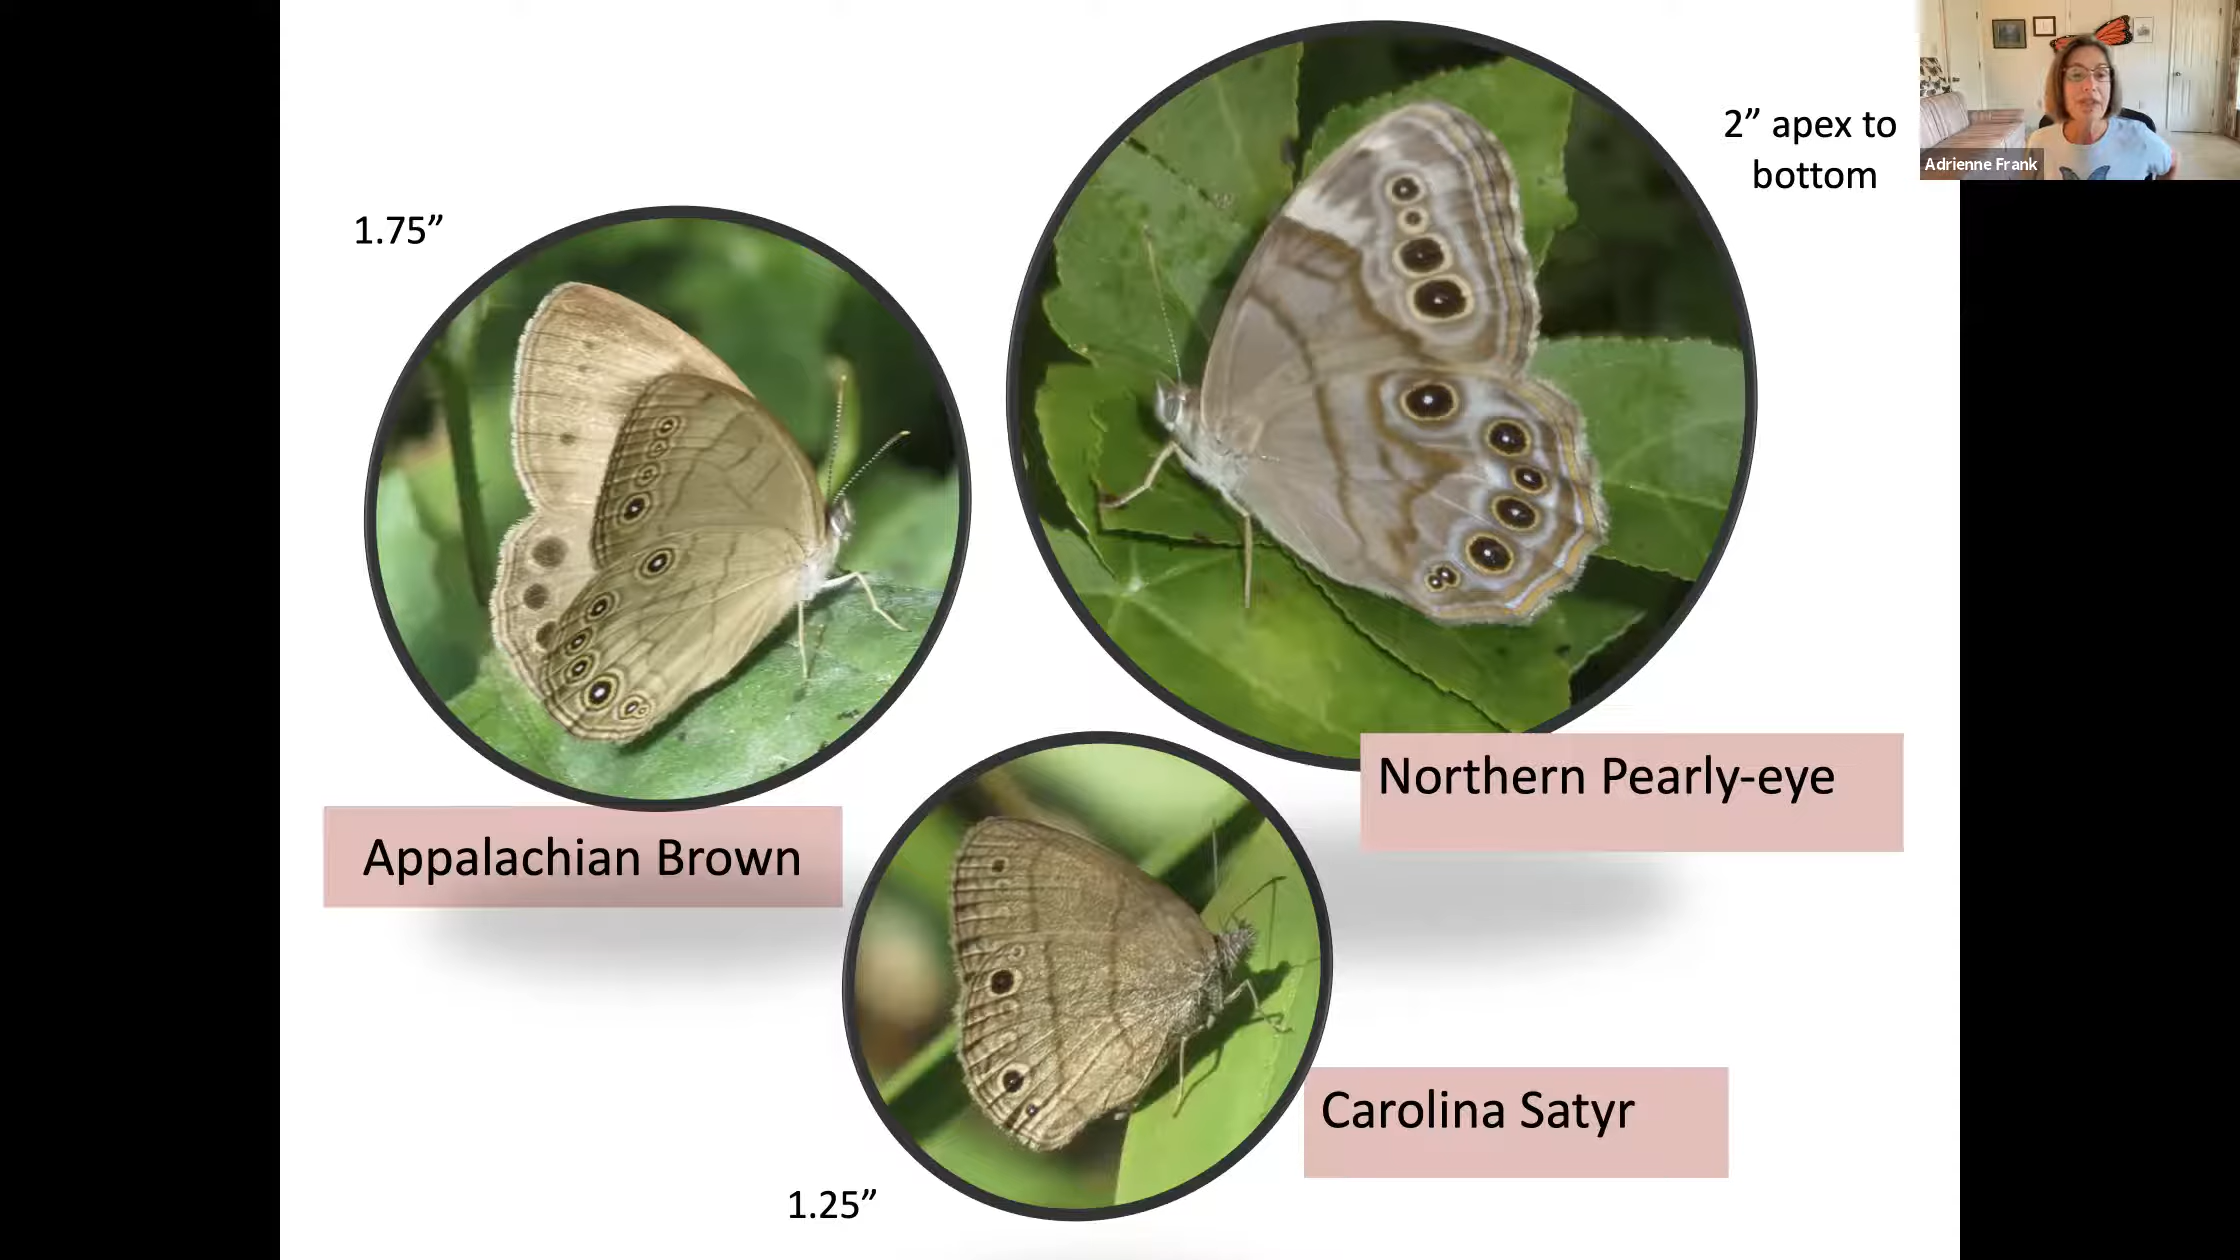 2” apex to
bottom
Adrienne Frank
1.75”
Northern Pearly-eye
Appalachian Brown
Carolina Satyr
1.25”